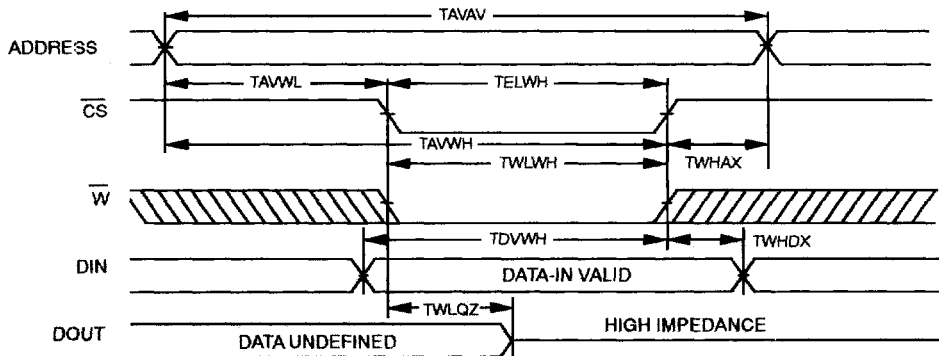 TAVAV
ADDRESS
TAVWL TELWH
CS
TAVWH
TWLWH TWHAX
W
TDVWH TWHDX
DIN DATA-IN VALID
TWLQZ
DOUT DATA UNDEFINED HIGH IMPEDANCE